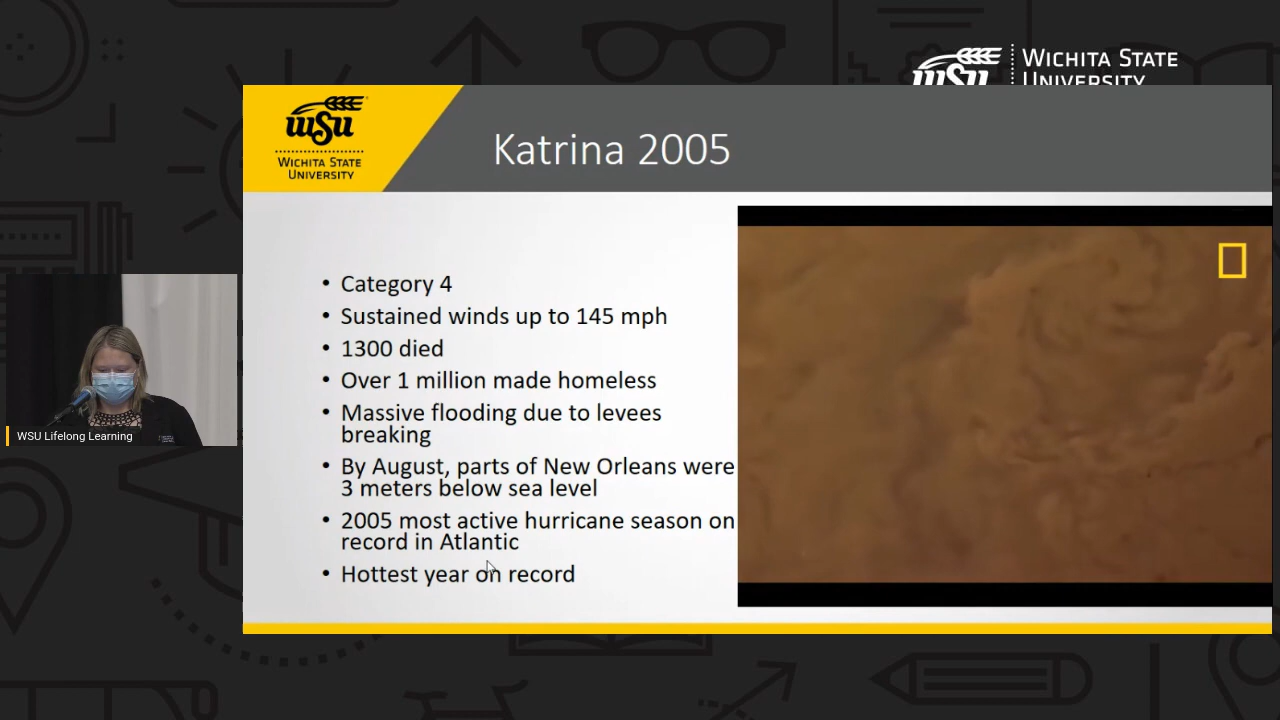 wsu
WICHITA STATE
UNIVERSITY
wsu
WICHITA STATE
UNIVERSITY
Katrina 2005
• Category 4
• Sustained winds up to 145 mph
• 1300 died
• Over 1 million made homeless
• Massive flooding due to levees
breaking
• By August, parts of New Orleans were
3 meters below sea level
• 2005 most active hurricane season on
record in Atlantic
• Hottest year on record
WSU Lifelong Learning